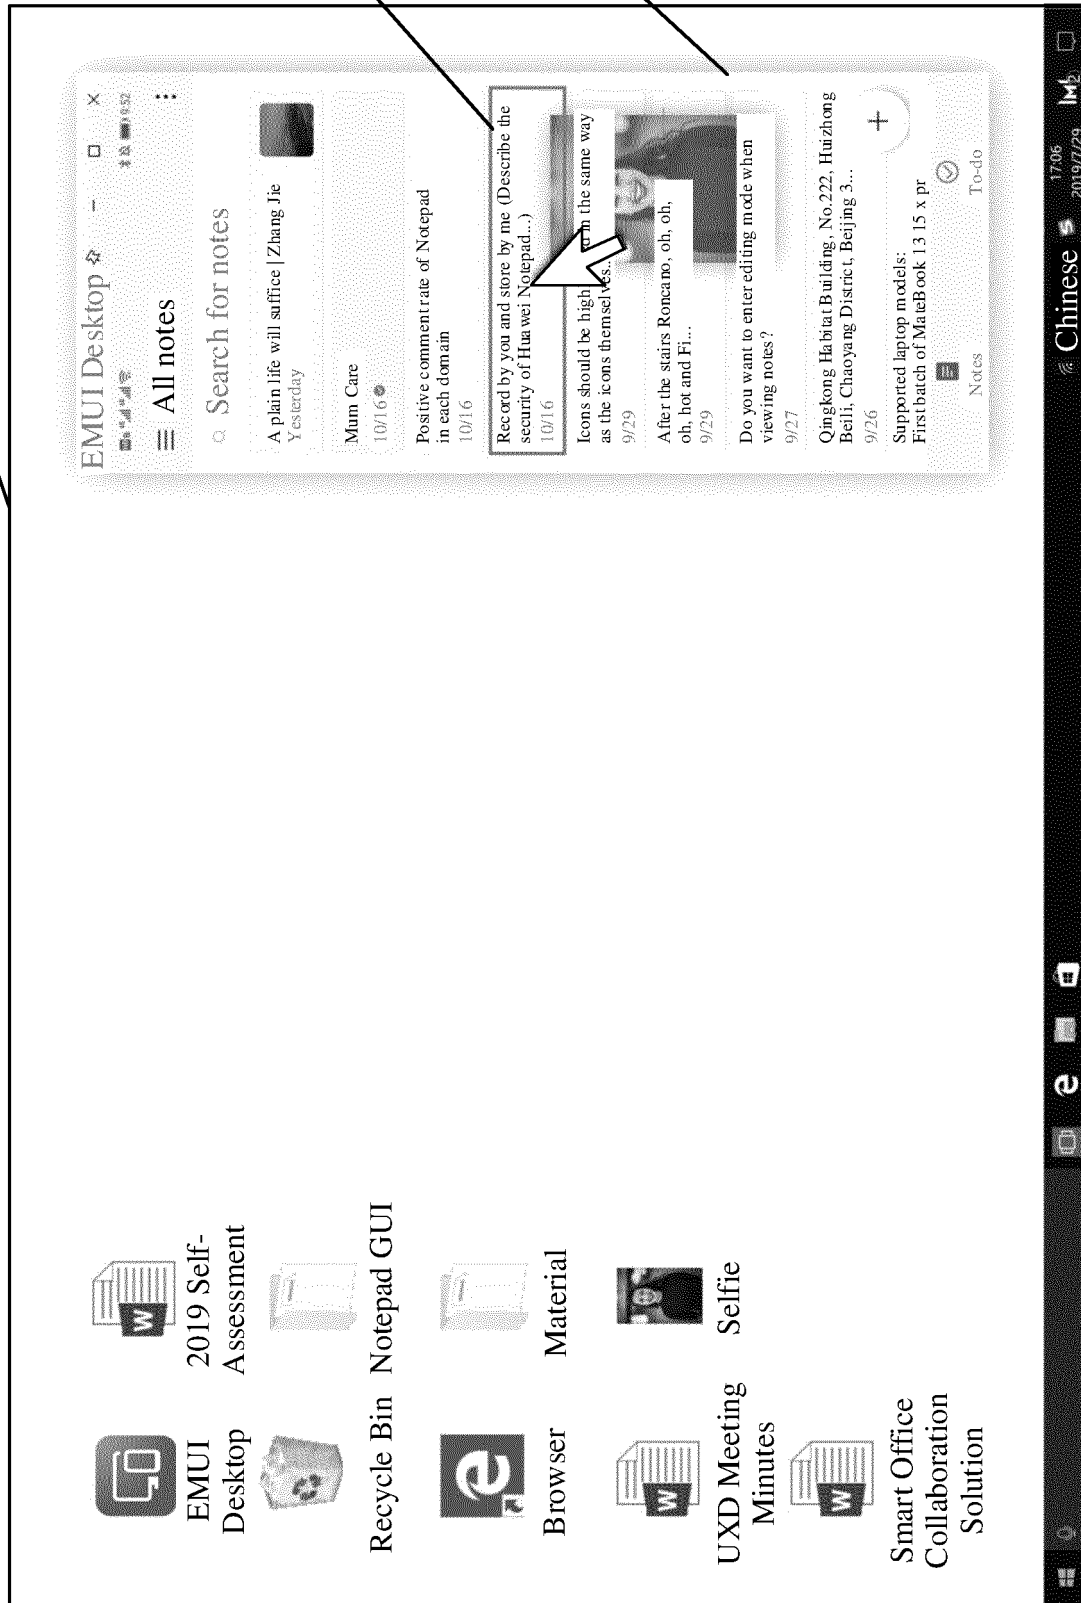 EMUI
Desktop
2019 Self-
Assessment
Recycle Bin
Notepad GUI
Browser
Material
UXD Meeting
Minutes
Selfie
Smart Office
Collaboration
Solution
EMUI Desktop
9:52
All notes
Search for notes
A plain life will suffice | Zhang Jie
Yesterday
Mum Care
10/16
Positive comment rate of Notepad
in each domain
10/16
Record by you and store by me (Describe the
security of Huawei Notepad...)
10/16
Icons should be high in the same way
as the icons themselves...
9/29
After the stairs Roncano, oh, oh,
oh, hot and Fi...
9/29
Do you want to enter editing mode when
viewing notes?
9/27
Qingkong Habitat Building, No.222, Huizhong
Beili, Chaoyang District, Beijing 3...
9/26
Supported laptop models:
First batch of MateBook 13 15 x pr
Notes
To-do
Chinese
17:06
2019/7/29